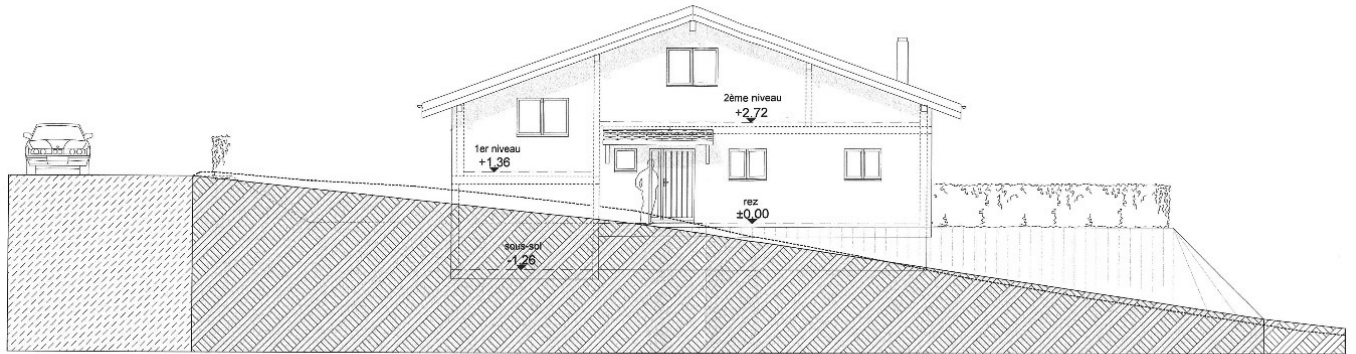 2ème niveau
+2.72
1er niveau
+1.36
rez
±0.00
sous-sol
-1.26